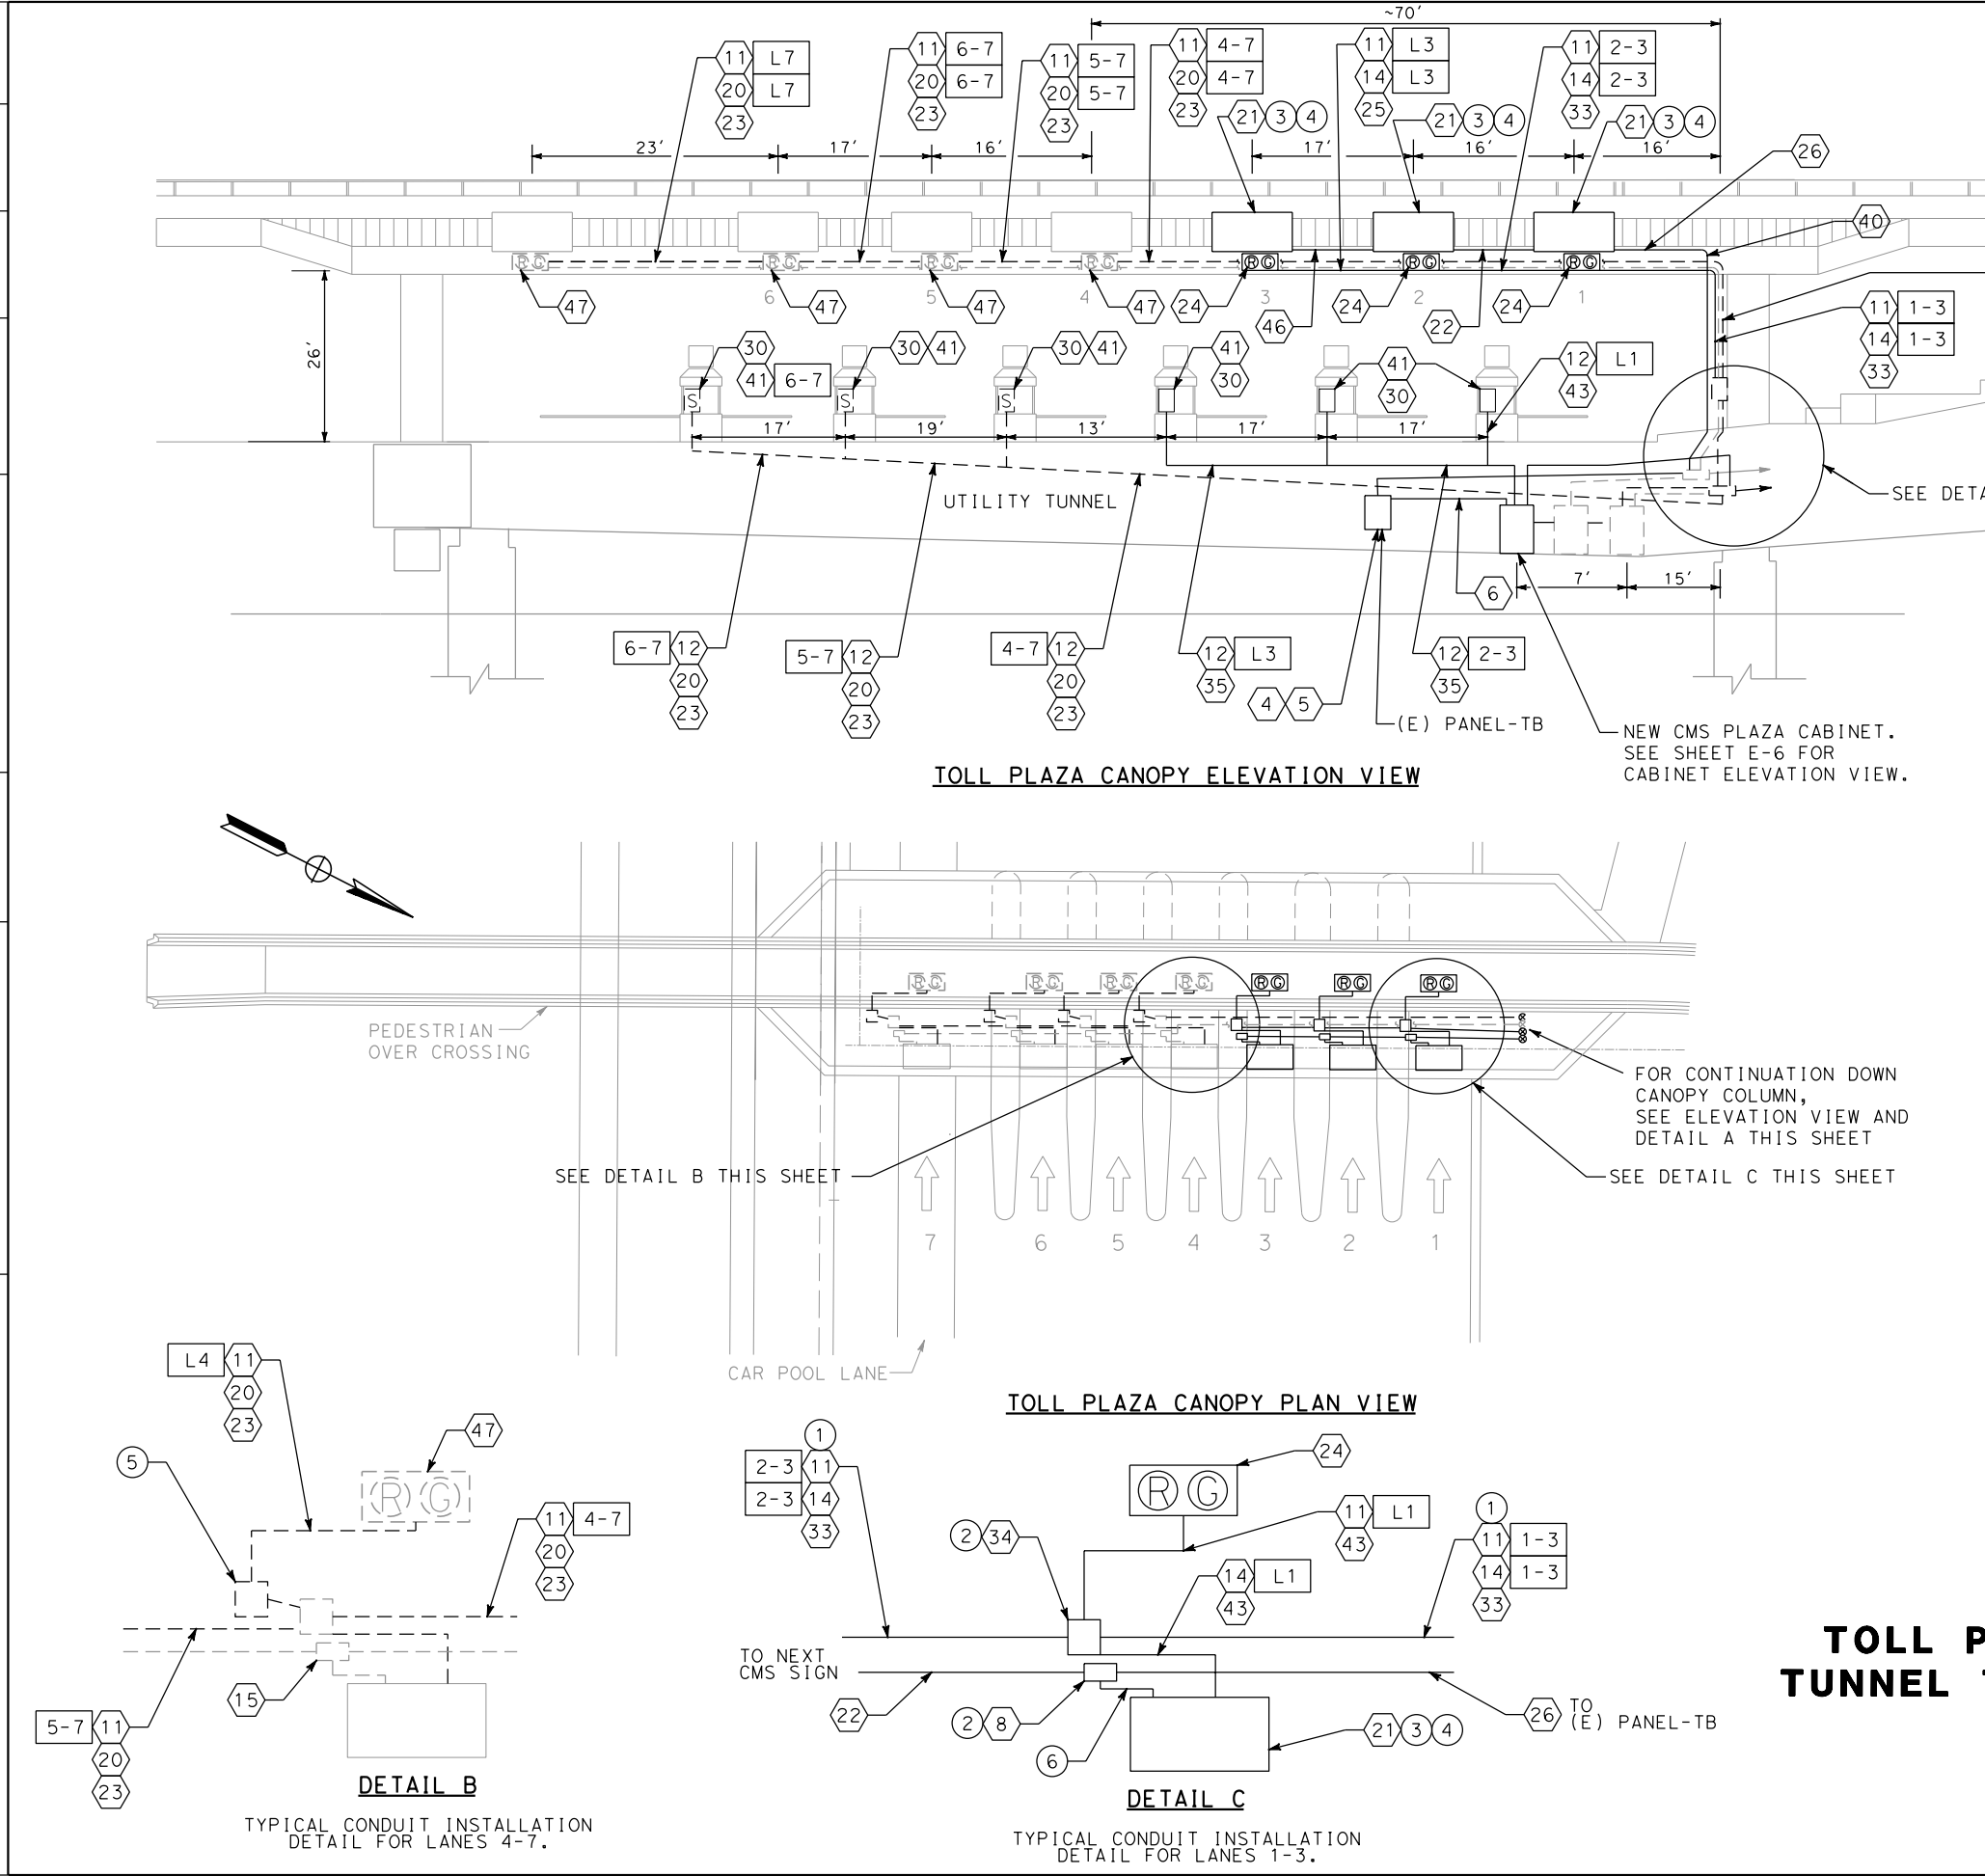 ~70′
11 L7
20 L7
23
11 6-7
20 6-7
23
11 5-7
20 5-7
23
11 4-7
20 4-7
23
11 L3
14 L3
25
11 2-3
14 2-3
33
21 3 4
21 3 4
21 3 4
23′ 17′ 16′ 17′ 16′ 16′
26
40
R G R G R G R G R G R G R G
6 5 4 3 2 1
47 47 47 47 24 24 24
46 22
11 1-3
14 1-3
33
26′
30
41 6-7
30 41
30 41
41
30
41
30
12 L1
43
S S S
17′ 19′ 13′ 17′ 17′
UTILITY TUNNEL
SEE DETA
6
7′ 15′
6-7 12
20
23
5-7 12
20
23
4-7 12
20
23
12 L3
35
12 2-3
35
4 5
(E) PANEL-TB
NEW CMS PLAZA CABINET.
SEE SHEET E-6 FOR
CABINET ELEVATION VIEW.
TOLL PLAZA CANOPY ELEVATION VIEW
R G R G R G R G R G R G R G
PEDESTRIAN
OVER CROSSING
FOR CONTINUATION DOWN
CANOPY COLUMN,
SEE ELEVATION VIEW AND
DETAIL A THIS SHEET
SEE DETAIL B THIS SHEET
SEE DETAIL C THIS SHEET
7 6 5 4 3 2 1
CAR POOL LANE
TOLL PLAZA CANOPY PLAN VIEW
L4 11
20
23
47
5
R G
11 4-7
20
23
15
5-7 11
20
23
DETAIL B
TYPICAL CONDUIT INSTALLATION
DETAIL FOR LANES 4-7.
1
2-3 11
2-3 14
33
24
R G
2 34
11 L1
43
1
11 1-3
14 1-3
33
14 L1
43
TO NEXT
CMS SIGN
22
2 8
6
21 3 4
26 TO
(E) PANEL-TB
DETAIL C
TYPICAL CONDUIT INSTALLATION
DETAIL FOR LANES 1-3.
TOLL P
TUNNEL